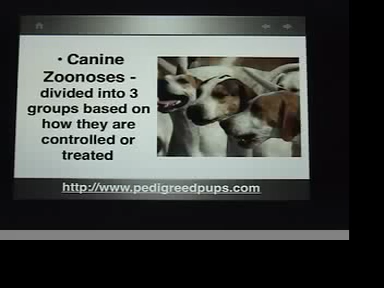 • Canine
Zoonoses -
divided into 3
groups based on
how they are
controlled or
treated
http://www.pedigreedpups.com